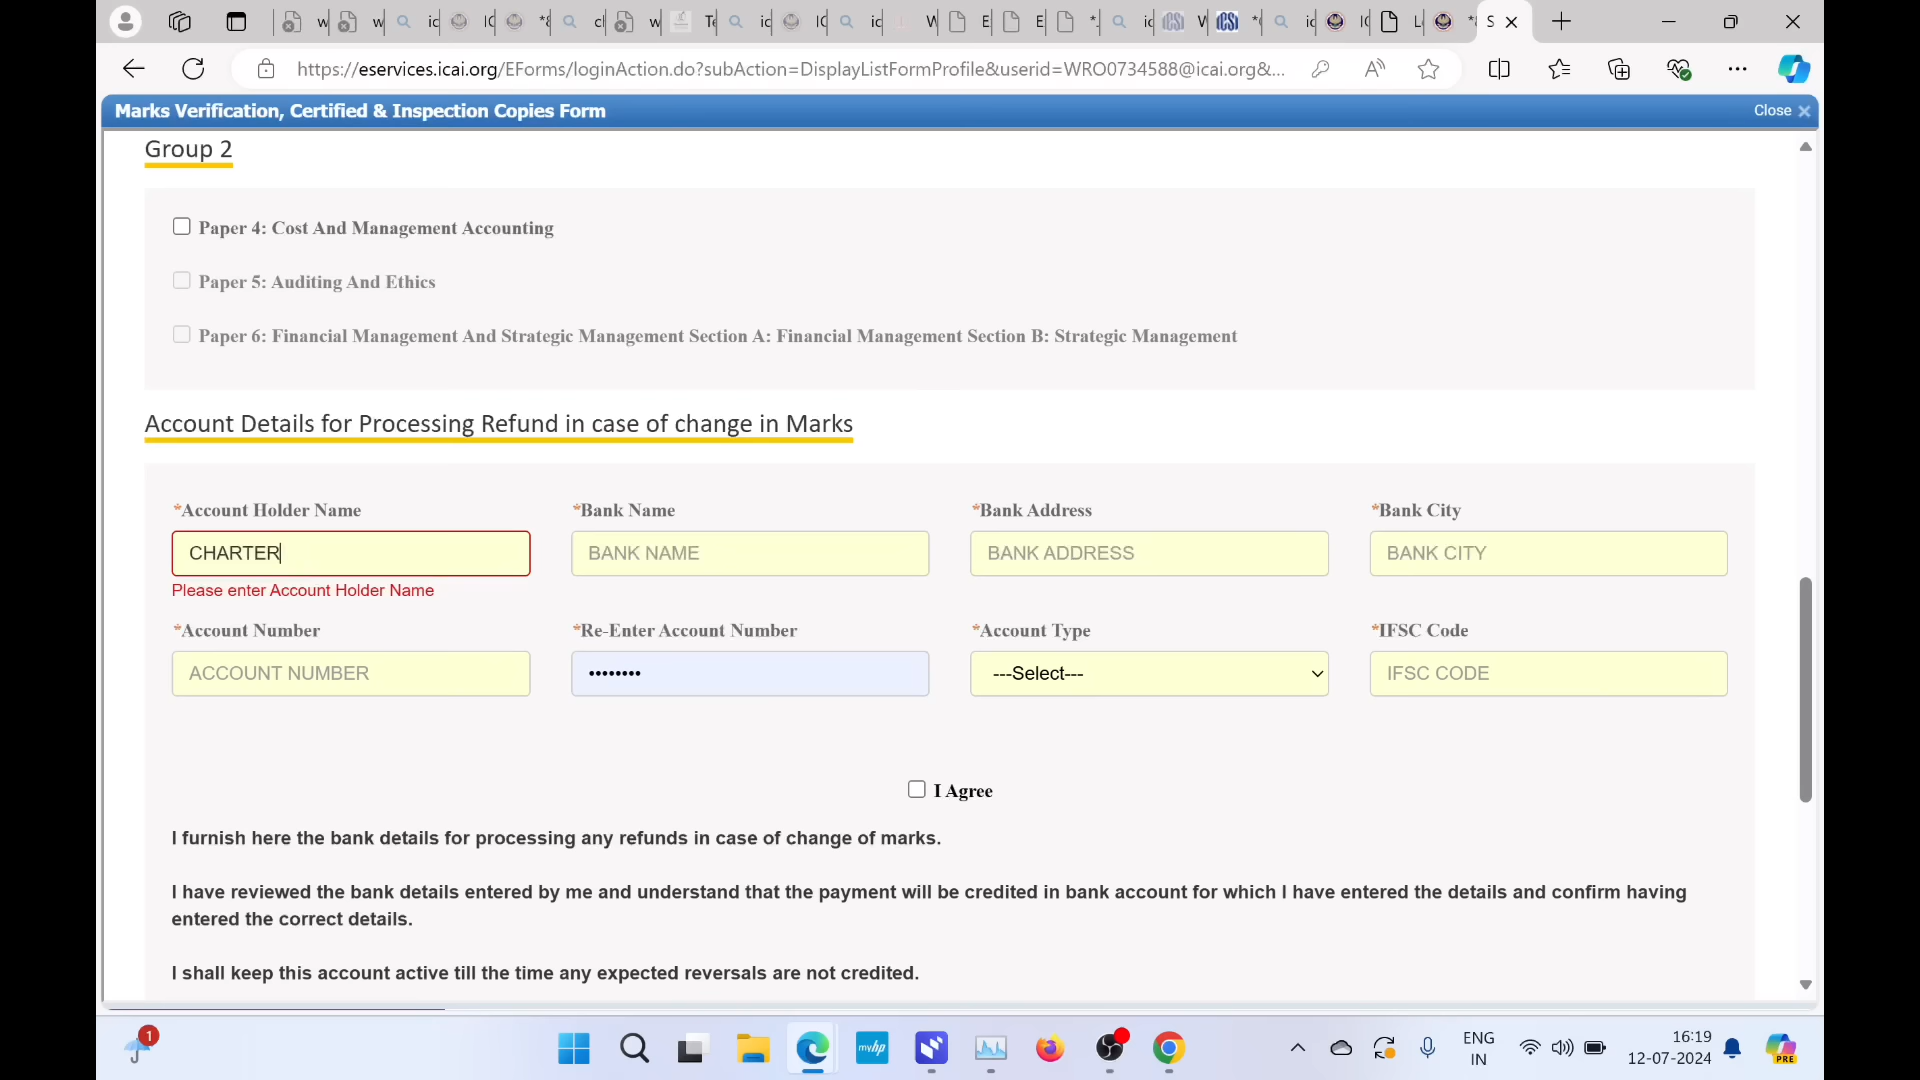 https://eservices.icai.org/EForms/loginAction.do?subAction=DisplayListFormProfile&userid=WRO0734588@icai.org&...
Marks Verification, Certified & Inspection Copies Form
Close
Group 2
Paper 4: Cost And Management Accounting
Paper 5: Auditing And Ethics
Paper 6: Financial Management And Strategic Management Section A: Financial Management Section B: Strategic Management
Account Details for Processing Refund in case of change in Marks
*Account Holder Name *Bank Name *Bank Address *Bank City
CHARTER BANK NAME BANK ADDRESS BANK CITY
Please enter Account Holder Name
*Account Number *Re-Enter Account Number *Account Type *IFSC Code
ACCOUNT NUMBER •••••••• ---Select--- IFSC CODE
I Agree
I furnish here the bank details for processing any refunds in case of change of marks.
I have reviewed the bank details entered by me and understand that the payment will be credited in bank account for which I have entered the details and confirm having
entered the correct details.
I shall keep this account active till the time any expected reversals are not credited.
1
myhp
ENG
IN
16:19
12-07-2024
PRE